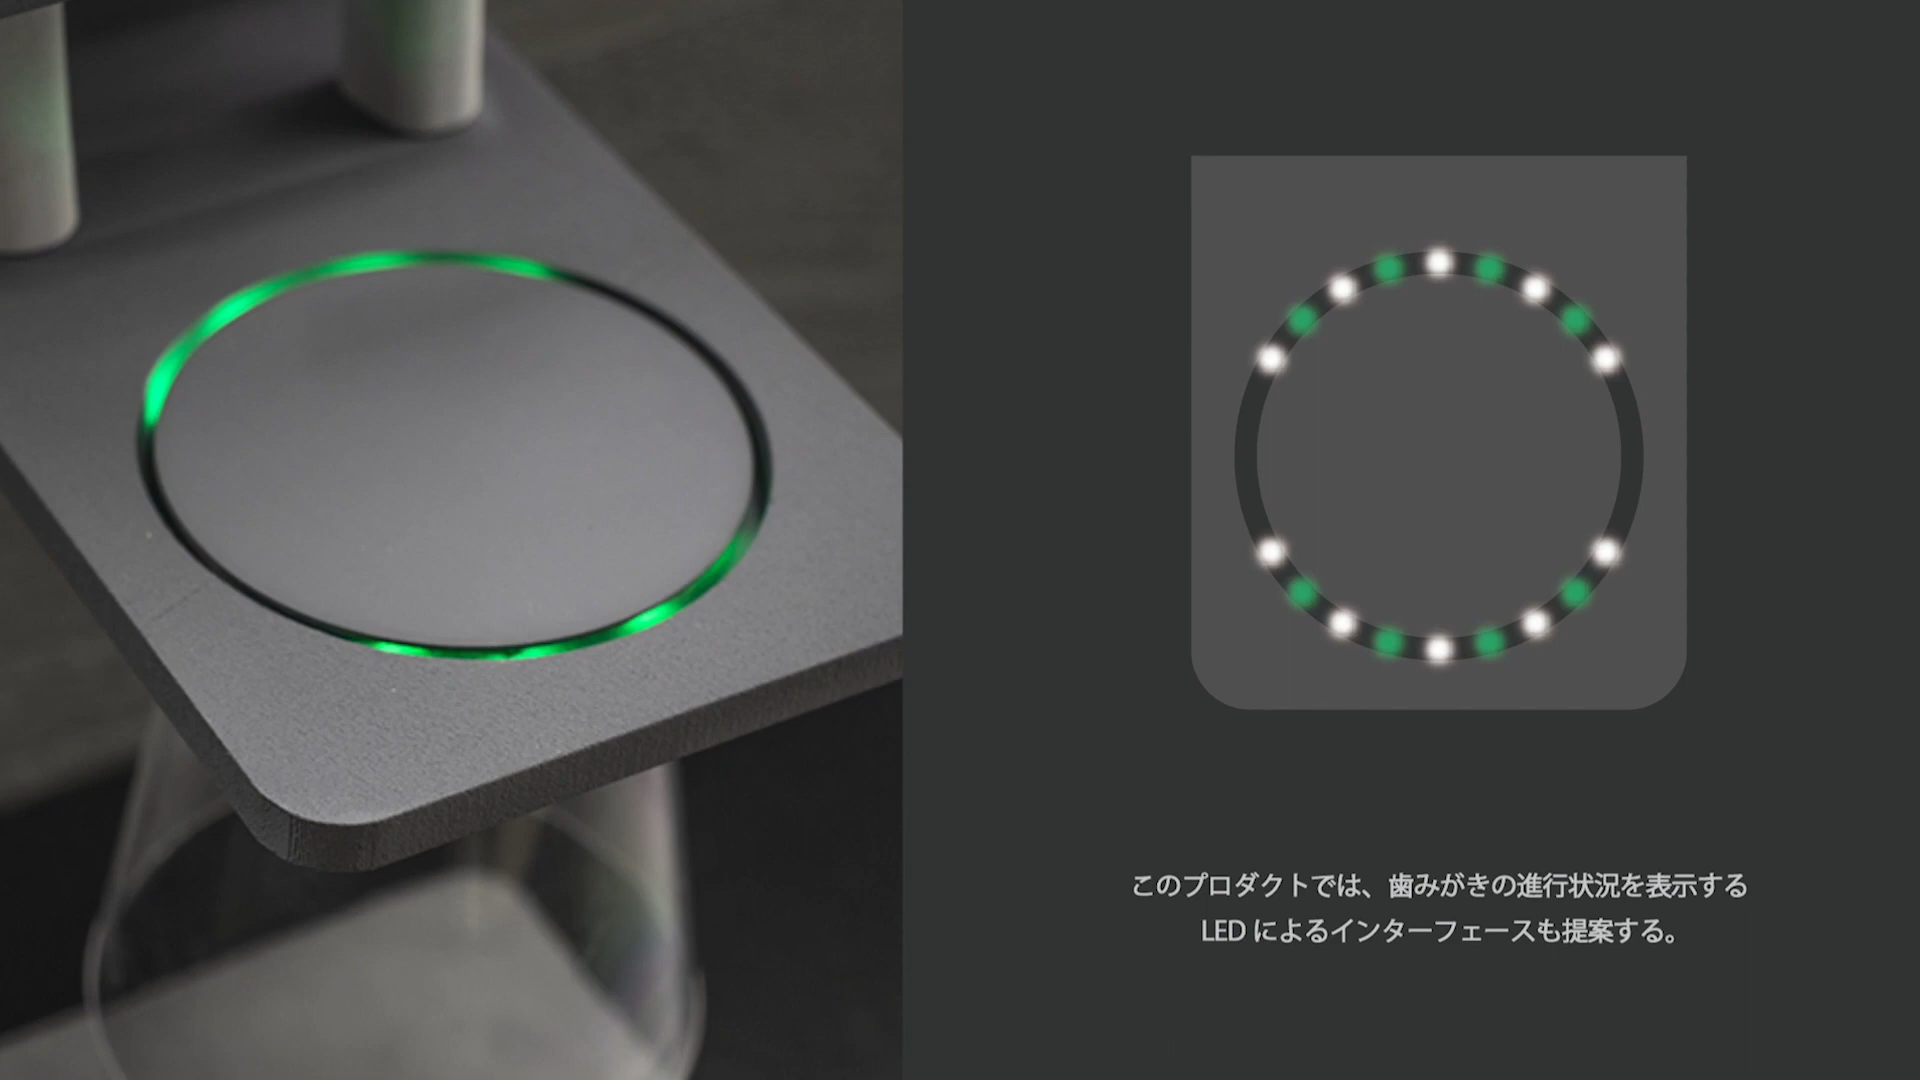 このプロダクトでは、歯みがきの進行状況を表示する
LED によるインターフェースも提案する。